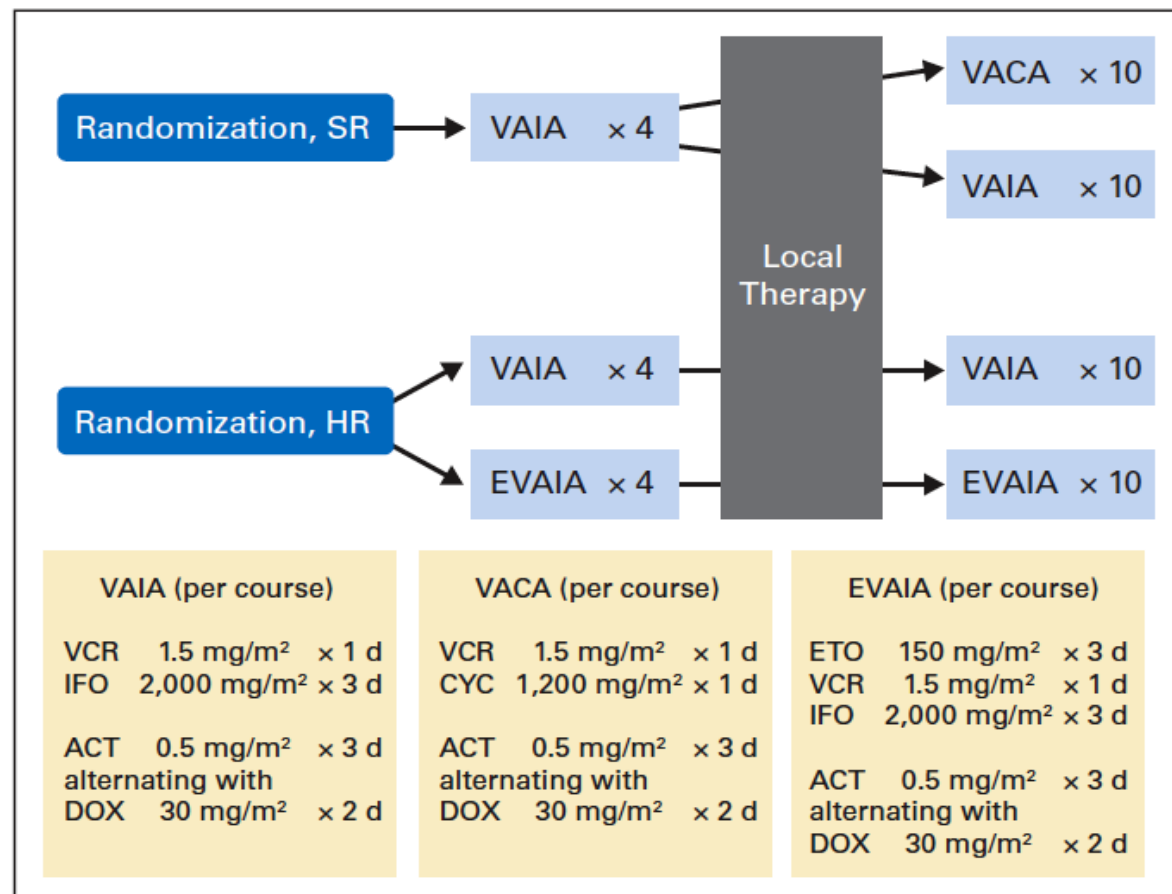 Randomization, SR
VAIA × 4
VACA × 10
VAIA × 10
Local
Therapy
Randomization, HR
VAIA × 4
VAIA × 10
EVAIA × 4
EVAIA × 10
VAIA (per course)
VCR 1.5 mg/m² × 1 d
IFO 2,000 mg/m² × 3 d
ACT 0.5 mg/m² × 3 d
alternating with
DOX 30 mg/m² × 2 d
VACA (per course)
VCR 1.5 mg/m² × 1 d
CYC 1,200 mg/m² × 1 d
ACT 0.5 mg/m² × 3 d
alternating with
DOX 30 mg/m² × 2 d
EVAIA (per course)
ETO 150 mg/m² × 3 d
VCR 1.5 mg/m² × 1 d
IFO 2,000 mg/m² × 3 d
ACT 0.5 mg/m² × 3 d
alternating with
DOX 30 mg/m² × 2 d